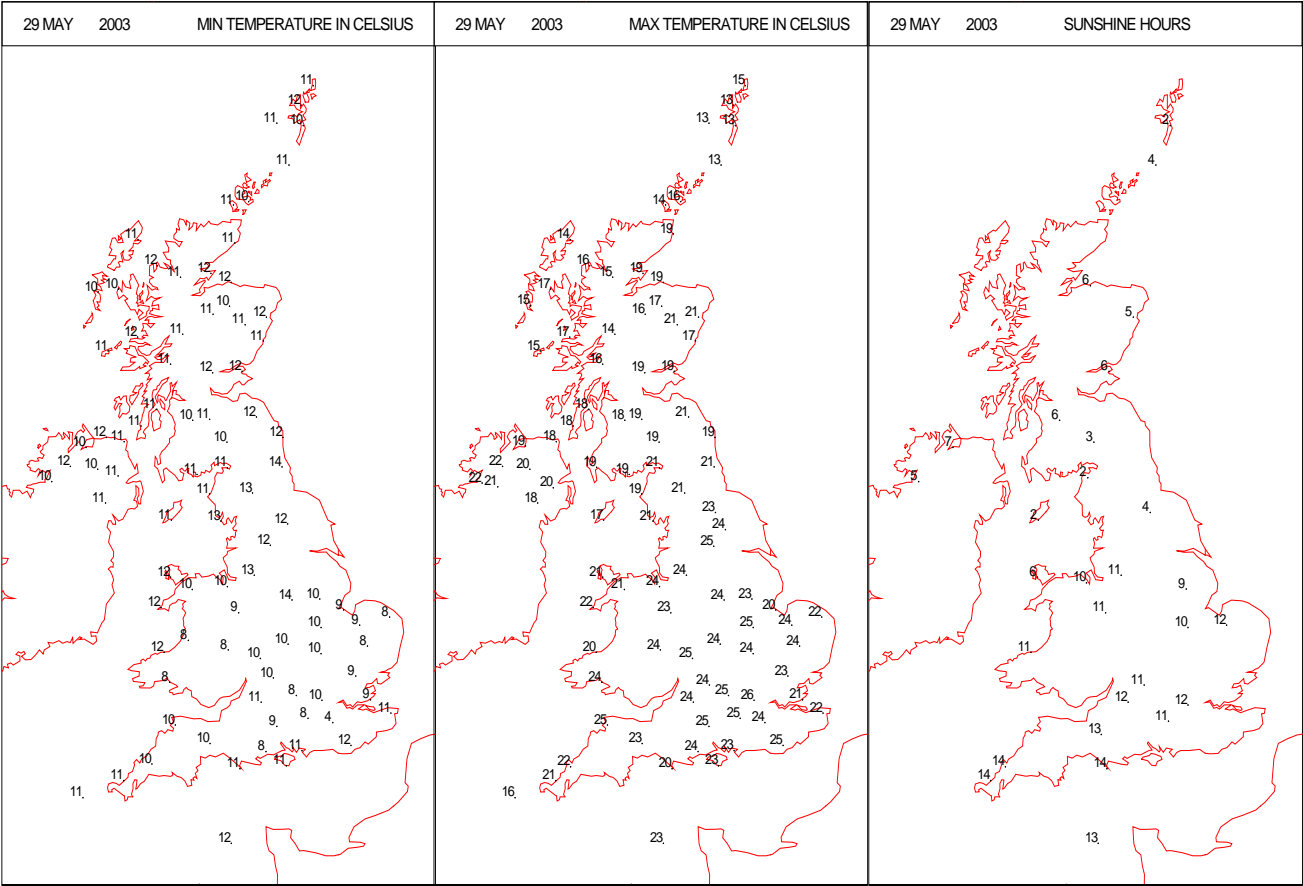 29 MAY 2003 MIN TEMPERATURE IN CELSIUS
11.
12.
11. 10.
11.
11. 10.
11.
11.
12. 11. 12.
10. 10. 12.
10.
11. 12.
11.
12. 11. 11.
11.
11. 12. 12.
11.
10. 11. 12.
11.
12. 11. 10. 12.
10.
12. 10. 11. 11. 10. 11. 14.
11. 11. 13.
11. 13. 12.
12.
12. 10. 10. 13.
12. 9. 14. 10. 9. 8.
10. 9.
12. 8. 8. 10. 10. 10. 8.
8. 10. 9.
11. 8. 10. 9.
10. 9. 8. 4. 11.
10. 8. 11. 12.
10. 11. 11.
11.
11.
12.
29 MAY 2003 MAX TEMPERATURE IN CELSIUS
15.
13.
13. 13.
13.
14. 16.
19.
14.
16. 15. 19.
17. 19.
15. 16. 17.
21. 21.
17. 14. 17.
15.
16. 19. 19.
18.
18. 18. 19. 21.
19. 18. 19. 19.
22. 20. 19. 19. 21. 21.
22. 21. 20. 19. 21.
18.
17. 21. 23.
24.
25.
21. 21. 24. 24.
22. 23. 24. 23. 20. 22.
25. 24.
20. 24. 25. 24. 24. 24.
24. 24. 23.
24. 25. 26. 21.
25. 25. 25. 24. 22.
23. 24. 23. 25.
22. 20. 23.
21.
16.
23.
29 MAY 2003 SUNSHINE HOURS
2.
4.
6.
5.
6.
6.
7. 3.
5. 2.
2. 4.
6. 10. 11.
9.
11. 10. 12.
11.
11.
12. 12.
13. 11.
14. 14.
14.
13.